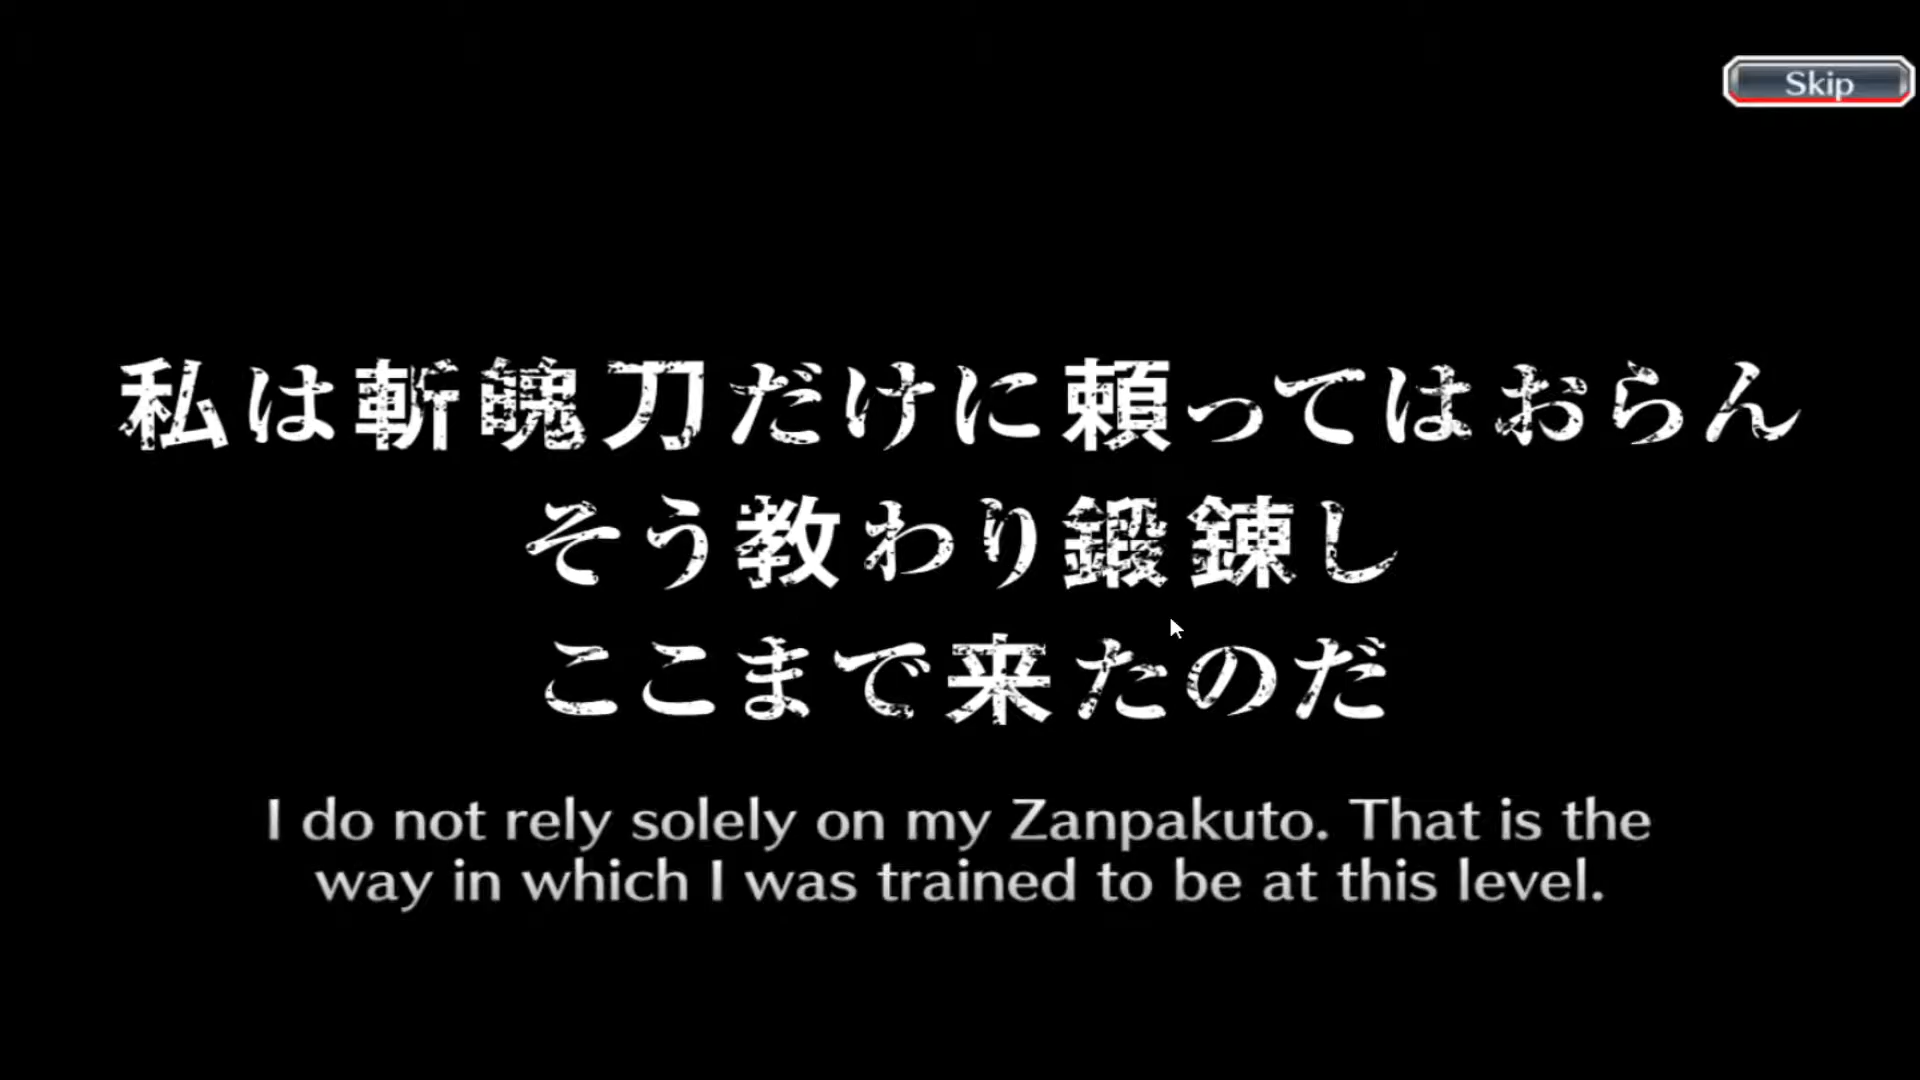 Skip
私は斬魄刀だけに頼ってはおらん
そう教わり鍛錬し
ここまで来たのだ
I do not rely solely on my Zanpakuto. That is the
way in which I was trained to be at this level.